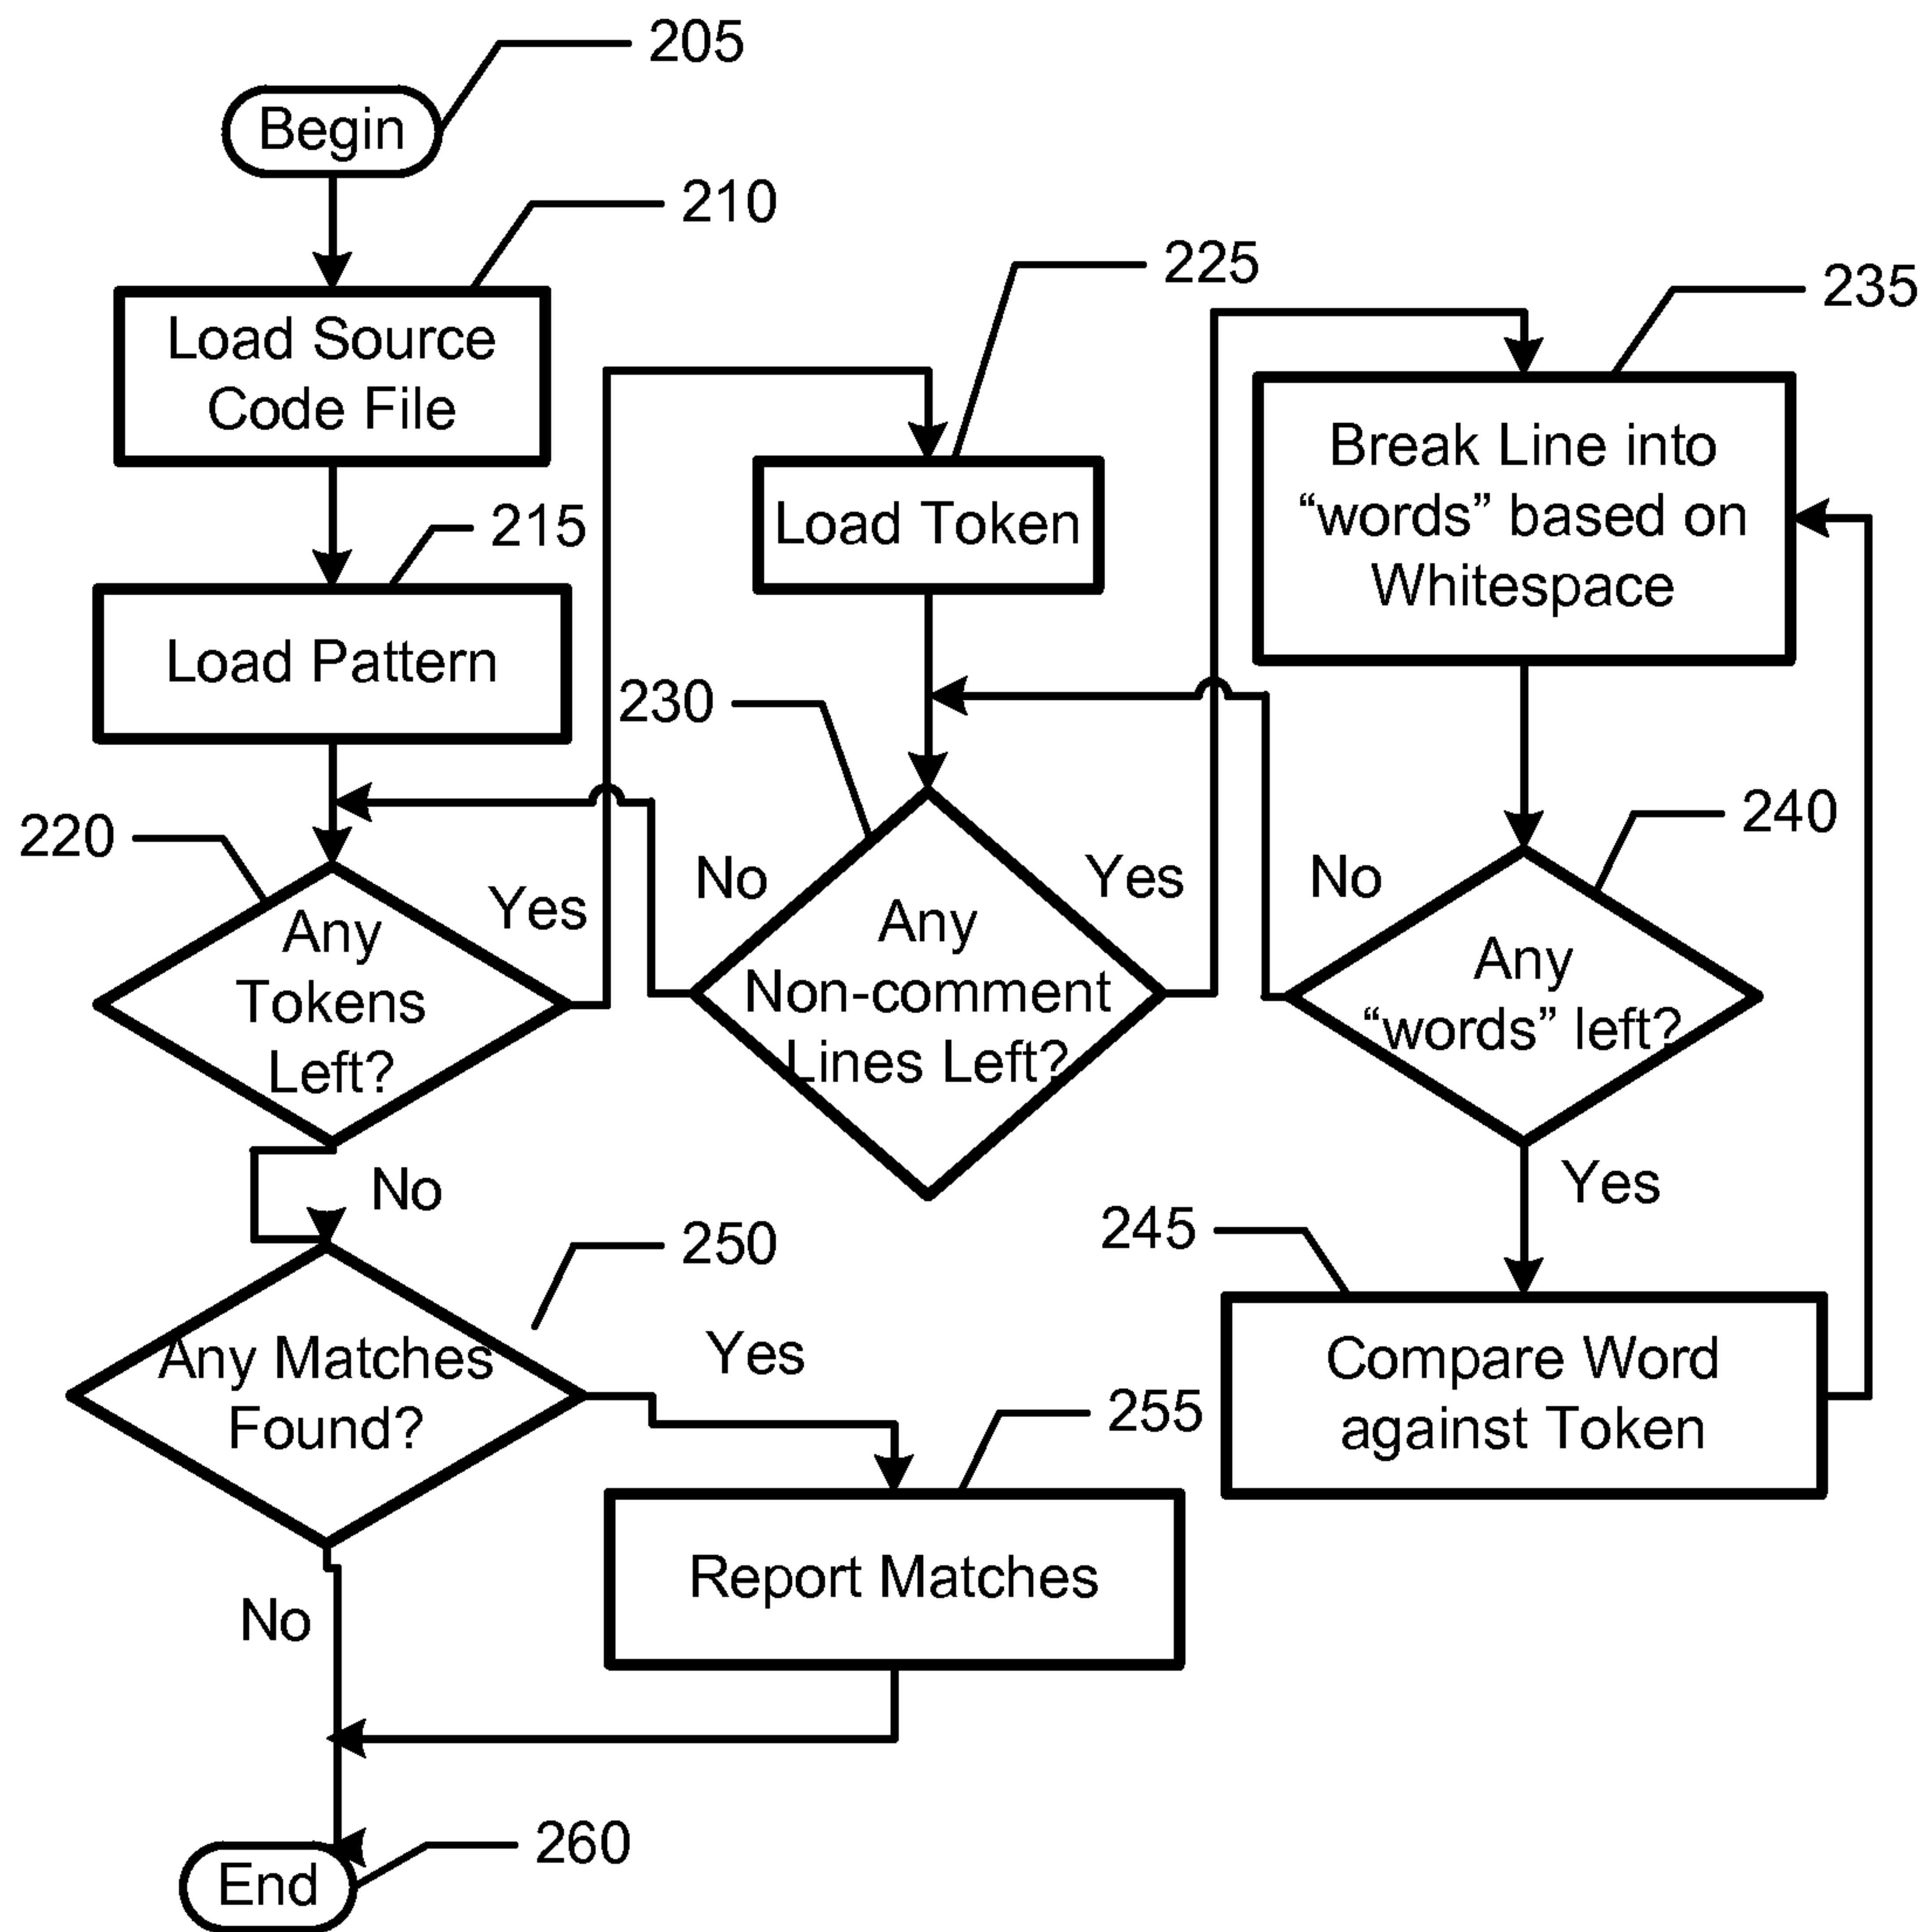 205
Begin
210
Load Source
Code File
215
Load Pattern
220
Any
Tokens
Left?
Yes
No
225
Load Token
230
Any
Non-comment
Lines Left?
No
Yes
235
Break Line into
“words” based on
Whitespace
240
Any
“words” left?
No
Yes
245
Compare Word
against Token
250
Any Matches
Found?
Yes
No
255
Report Matches
260
End